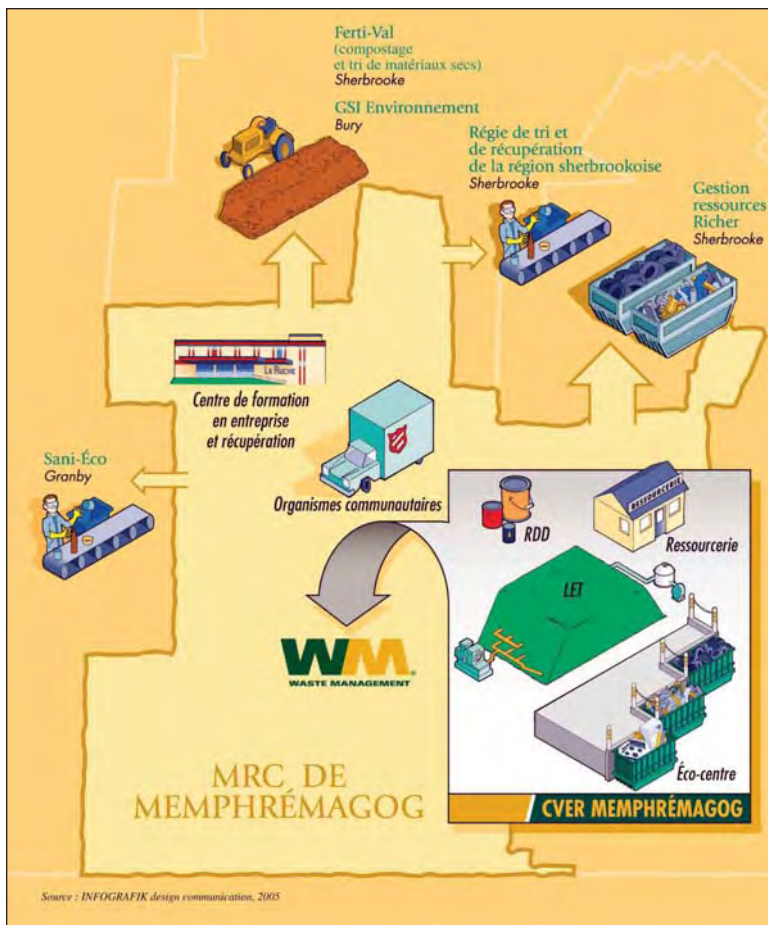 Ferti-Val
(compostage
et tri de matériaux secs)
Sherbrooke
GSI Environnement
Bury
Régie de tri et
de récupération
de la région sherbrookoise
Sherbrooke
Gestion
ressources
Richer
Sherbrooke
LA RUCHE
Centre de formation
en entreprise
et récupération
Sani-Éco
Granby
Organismes communautaires
RDD
RESSOURCERIE
Ressourcerie
LET
WM®
WASTE MANAGEMENT
Éco-centre
MRC DE
MEMPHRÉMAGOG
CVER MEMPHRÉMAGOG
Source : INFOGRAFIK design communication, 2005